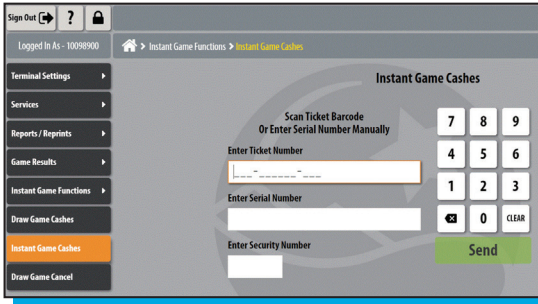 Sign Out ?
Logged In As - 10098900
> Instant Game Functions > Instant Game Cashes
Terminal Settings
Services
Reports / Reprints
Game Results
Instant Game Functions
Draw Game Cashes
Instant Game Cashes
Draw Game Cancel
Instant Game Cashes
Scan Ticket Barcode
Or Enter Serial Number Manually
Enter Ticket Number
___-______-___
Enter Serial Number
Enter Security Number
7 8 9
4 5 6
1 2 3
0 CLEAR
Send